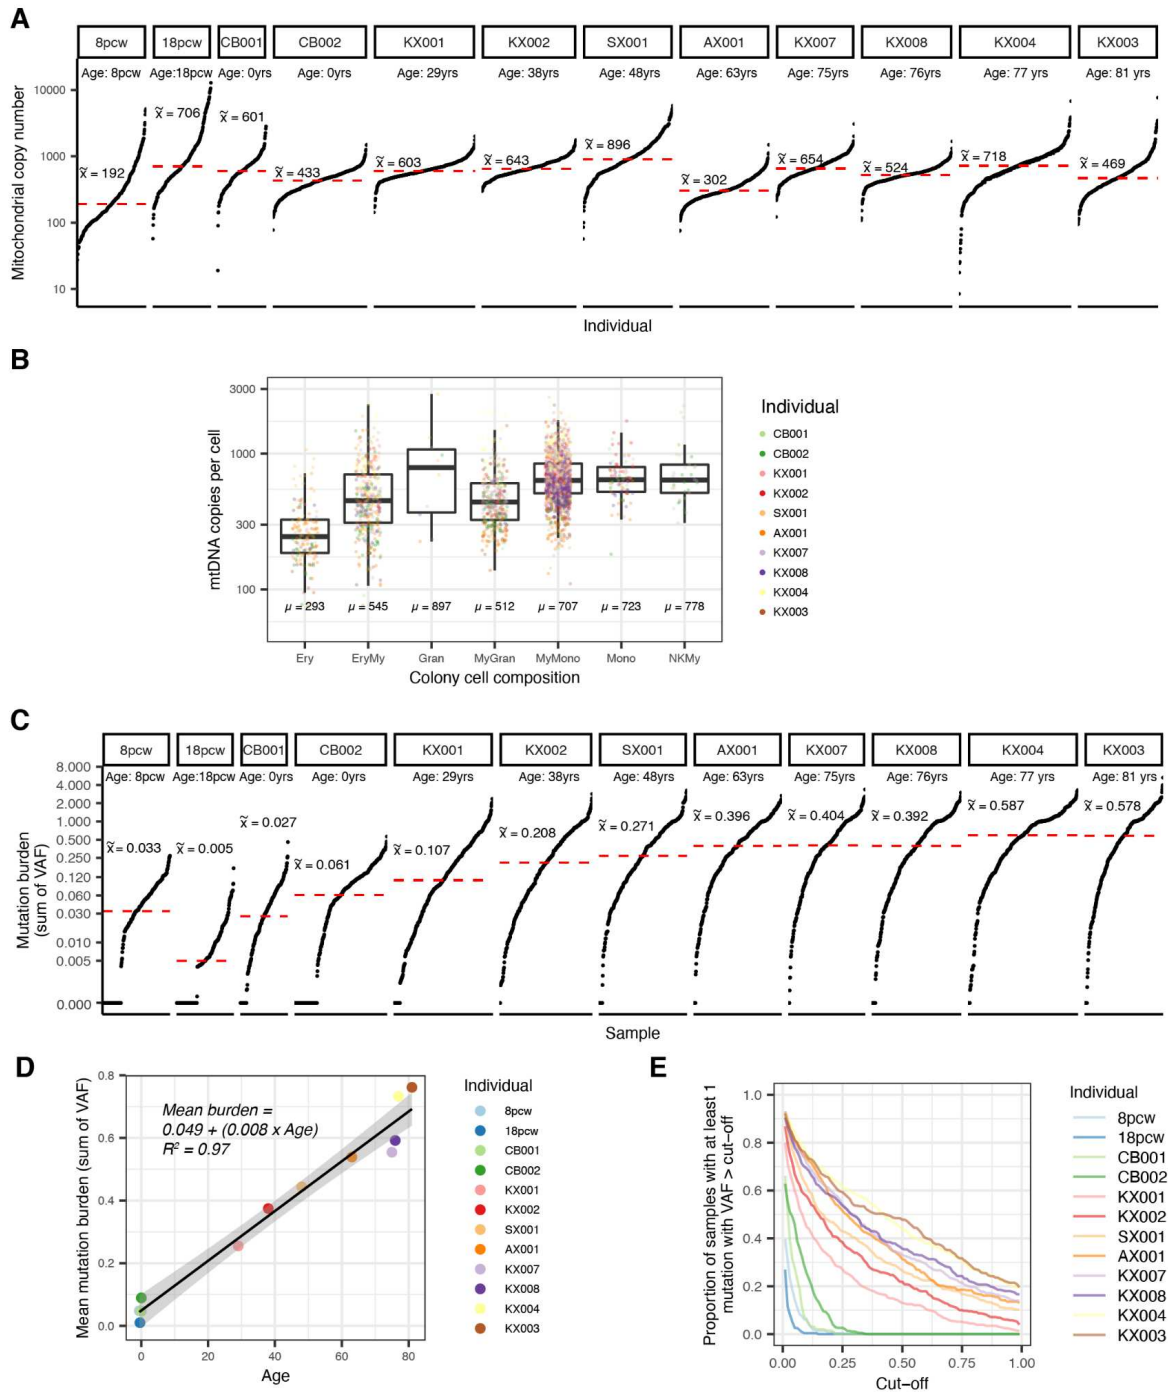 A
8pcw 18pcw CB001 CB002 KX001 KX002 SX001 AX001 KX007 KX008 KX004 KX003
Age: 8pcw Age:18pcw Age: 0yrs Age: 0yrs Age: 29yrs Age: 38yrs Age: 48yrs Age: 63yrs Age: 75yrs Age: 76yrs Age: 77 yrs Age: 81 yrs
Mitochondrial copy number
10000
1000
100
10
x̃ = 192 x̃ = 706 x̃ = 601 x̃ = 433 x̃ = 603 x̃ = 643 x̃ = 896 x̃ = 302 x̃ = 654 x̃ = 524 x̃ = 718 x̃ = 469
Individual
B
mtDNA copies per cell
3000
1000
300
100
μ = 293 μ = 545 μ = 897 μ = 512 μ = 707 μ = 723 μ = 778
Ery EryMy Gran MyGran MyMono Mono NKMy
Colony cell composition
Individual
CB001
CB002
KX001
KX002
SX001
AX001
KX007
KX008
KX004
KX003
C
8pcw 18pcw CB001 CB002 KX001 KX002 SX001 AX001 KX007 KX008 KX004 KX003
Age: 8pcw Age:18pcw Age: 0yrs Age: 0yrs Age: 29yrs Age: 38yrs Age: 48yrs Age: 63yrs Age: 75yrs Age: 76yrs Age: 77 yrs Age: 81 yrs
Mutation burden
(sum of VAF)
8.000
4.000
2.000
1.000
0.500
0.250
0.120
0.060
0.030
0.010
0.005
0.000
x̃ = 0.033 x̃ = 0.005 x̃ = 0.027 x̃ = 0.061 x̃ = 0.107 x̃ = 0.208 x̃ = 0.271 x̃ = 0.396 x̃ = 0.404 x̃ = 0.392 x̃ = 0.587 x̃ = 0.578
Sample
D
Mean mutation burden (sum of VAF)
0.8
0.6
0.4
0.2
0.0
Mean burden =
0.049 + (0.008 x Age)
R² = 0.97
0 20 40 60 80
Age
Individual
8pcw
18pcw
CB001
CB002
KX001
KX002
SX001
AX001
KX007
KX008
KX004
KX003
E
Proportion of samples with at least 1
mutation with VAF > cut−off
1.0
0.8
0.6
0.4
0.2
0.0
0.00 0.25 0.50 0.75 1.00
Cut−off
Individual
8pcw
18pcw
CB001
CB002
KX001
KX002
SX001
AX001
KX007
KX008
KX004
KX003